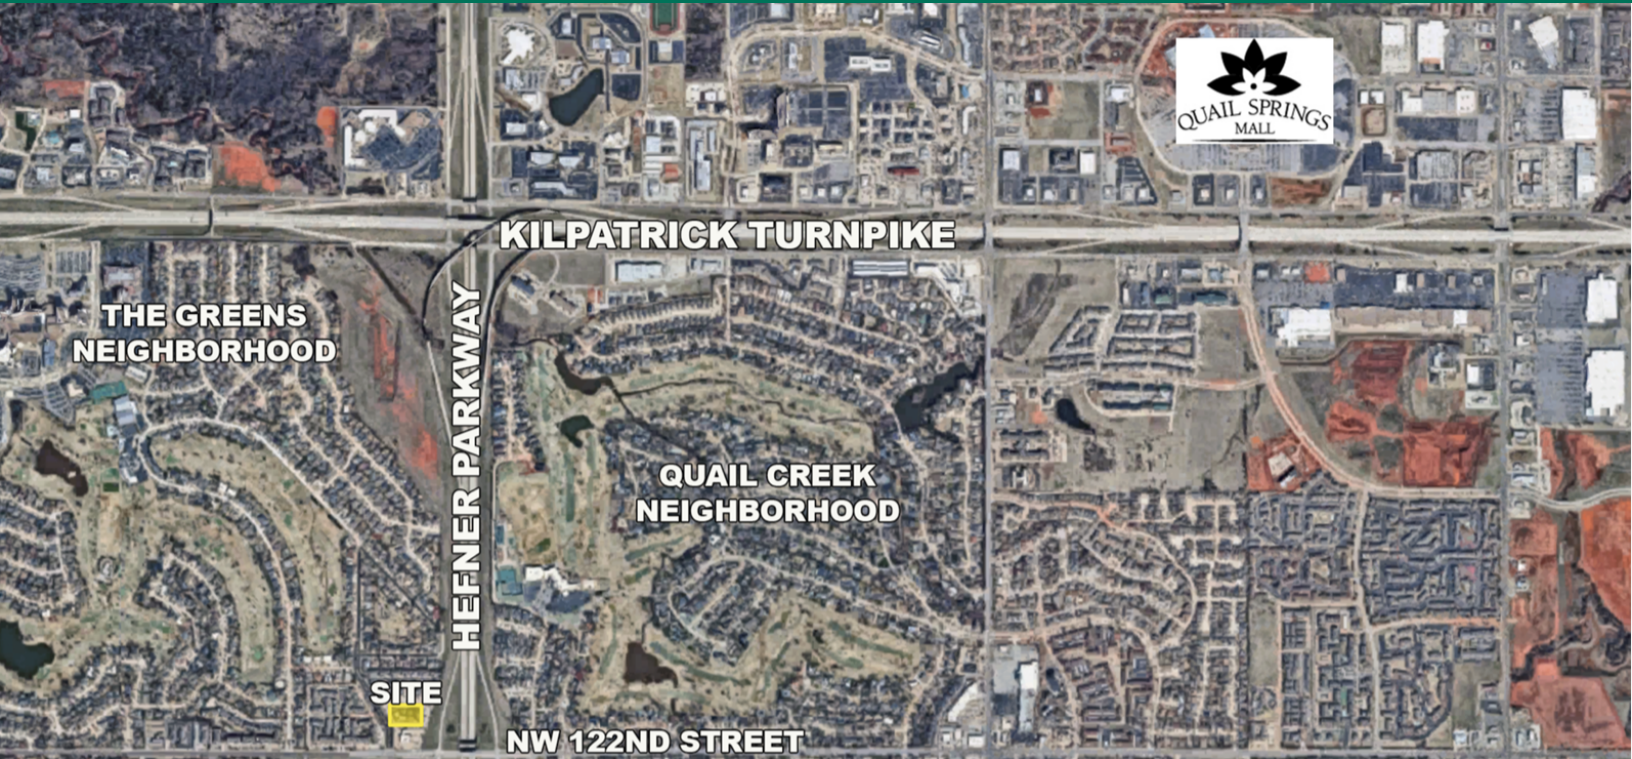 QUAIL SPRINGS
MALL
KILPATRICK TURNPIKE
THE GREENS
NEIGHBORHOOD
HEFNER PARKWAY
QUAIL CREEK
NEIGHBORHOOD
SITE
NW 122ND STREET